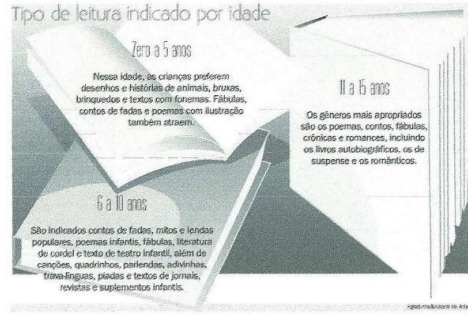 Tipo de leitura indicado por idade
Zero a 5 anos
Nessa idade, as crianças preferem
desenhos e histórias de animais, bruxas,
brinquedos e textos com fonemas. Fábulas,
contos de fadas e poemas com ilustração
também atraem.
6 a 10 anos
São indicados contos de fadas, mitos e lendas
populares, poemas infantis, fábulas, literatura
de cordel e texto de teatro infantil, além de
canções, quadrinhos, parlendas, adivinhas,
trava-línguas, piadas e textos de jornais,
revistas e suplementos infantis.
11 a 15 anos
Os gêneros mais apropriados
são os poemas, contos, fábulas,
crônicas e romances, incluindo
os livros autobiográficos, os de
suspense e os românticos.